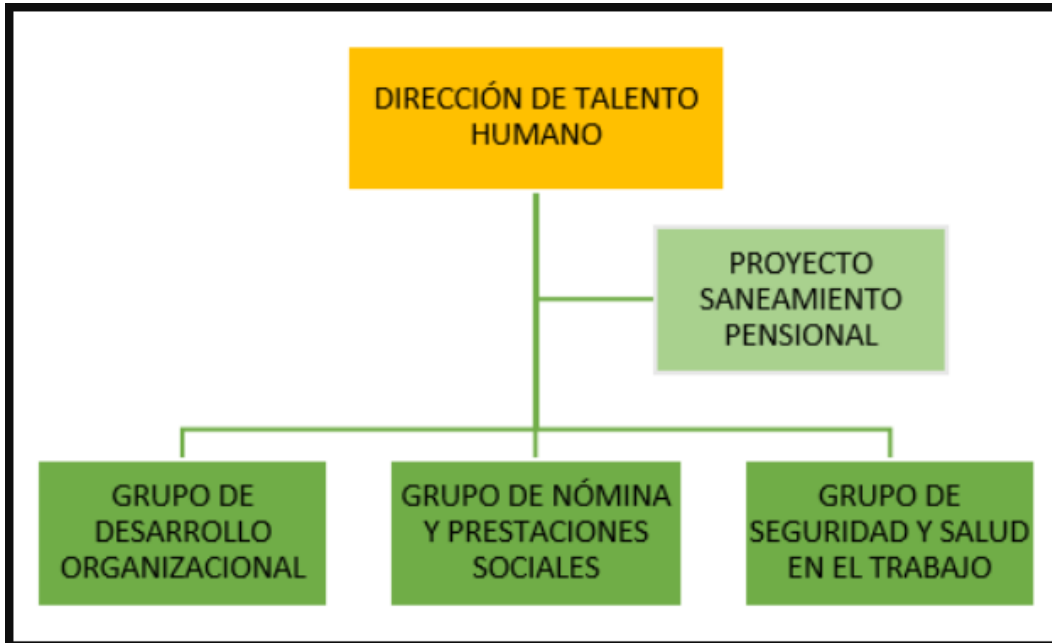 DIRECCIÓN DE TALENTO
HUMANO
PROYECTO
SANEAMIENTO
PENSIONAL
GRUPO DE
DESARROLLO
ORGANIZACIONAL
GRUPO DE NÓMINA
Y PRESTACIONES
SOCIALES
GRUPO DE
SEGURIDAD Y SALUD
EN EL TRABAJO